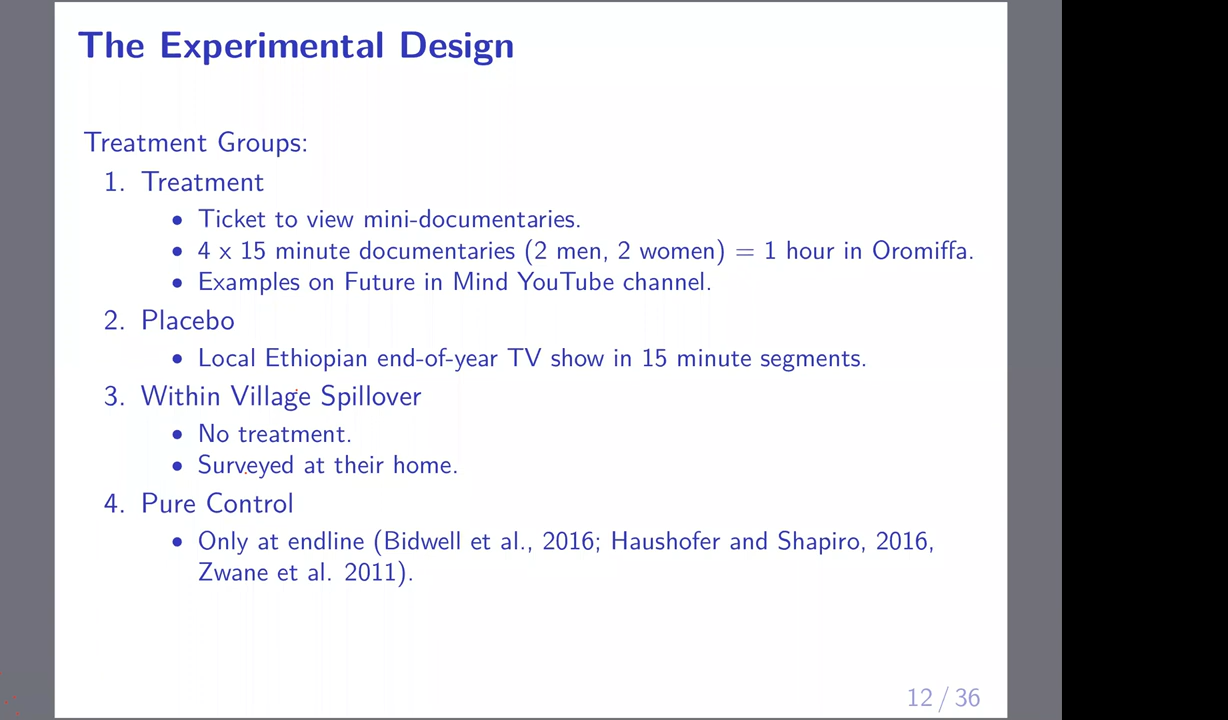 The Experimental Design
Treatment Groups:
1. Treatment
• Ticket to view mini-documentaries.
• 4 x 15 minute documentaries (2 men, 2 women) = 1 hour in Oromiffa.
• Examples on Future in Mind YouTube channel.
2. Placebo
• Local Ethiopian end-of-year TV show in 15 minute segments.
3. Within Village Spillover
• No treatment.
• Surveyed at their home.
4. Pure Control
• Only at endline (Bidwell et al., 2016; Haushofer and Shapiro, 2016,
Zwane et al. 2011).
12 / 36